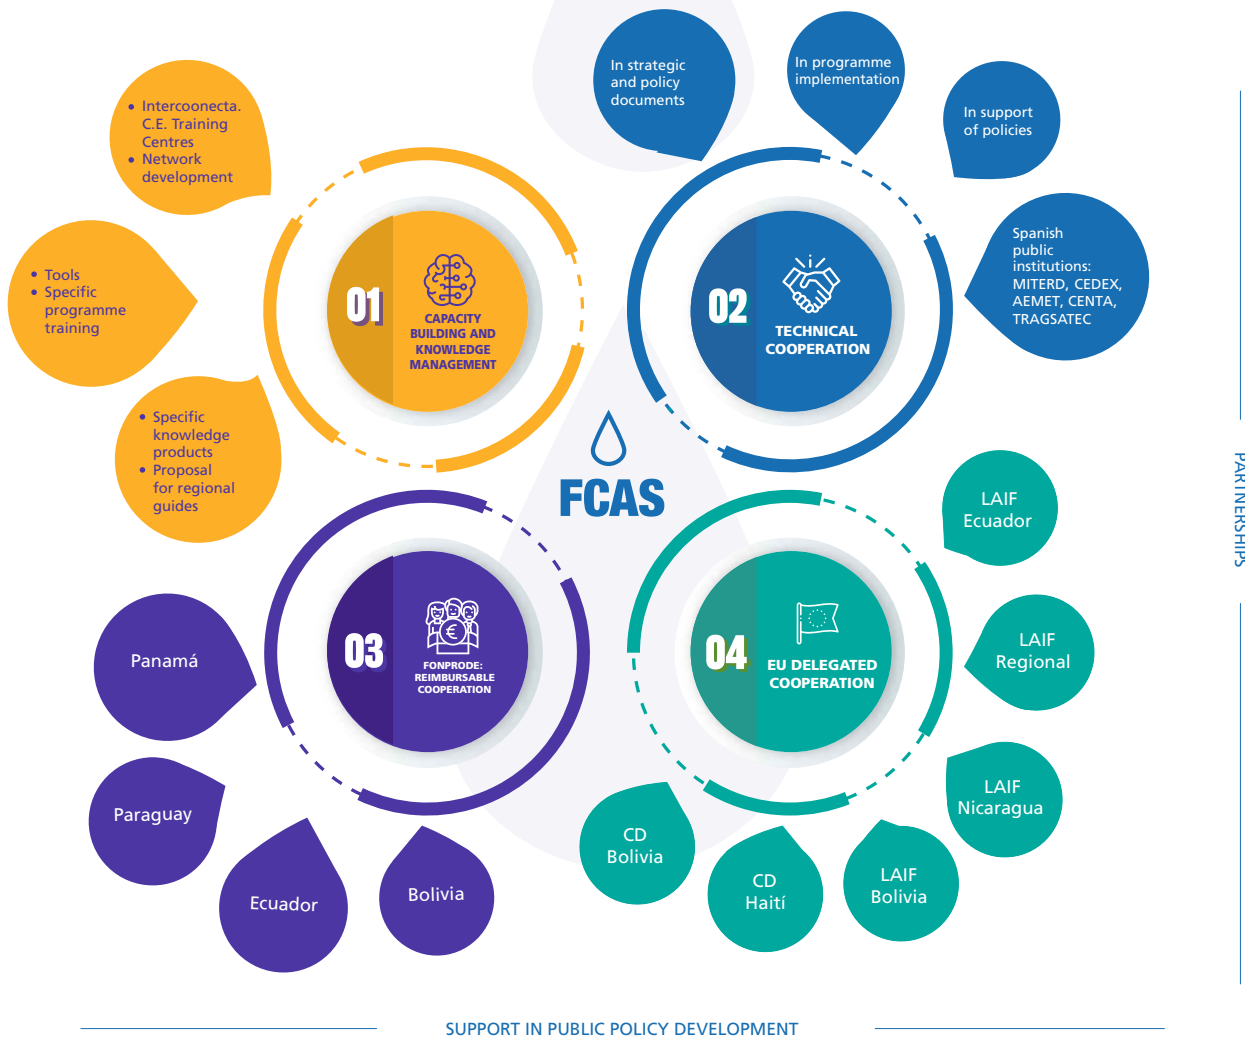 Intercoonecta.
C.E. Training
Centres
Network
development
Tools
Specific
programme
training
Specific
knowledge
products
Proposal
for regional
guides
01
CAPACITY
BUILDING AND
KNOWLEDGE
MANAGEMENT
In strategic
and policy
documents
In programme
implementation
In support
of policies
Spanish
public
institutions:
MITERD, CEDEX,
AEMET, CENTA,
TRAGSATEC
02
TECHNICAL
COOPERATION
FCAS
03
FONPRODE:
REIMBURSABLE
COOPERATION
Panamá
Paraguay
Ecuador
Bolivia
04
EU DELEGATED
COOPERATION
LAIF
Ecuador
LAIF
Regional
LAIF
Nicaragua
LAIF
Bolivia
CD
Haití
CD
Bolivia
PARTNERSHIPS
SUPPORT IN PUBLIC POLICY DEVELOPMENT